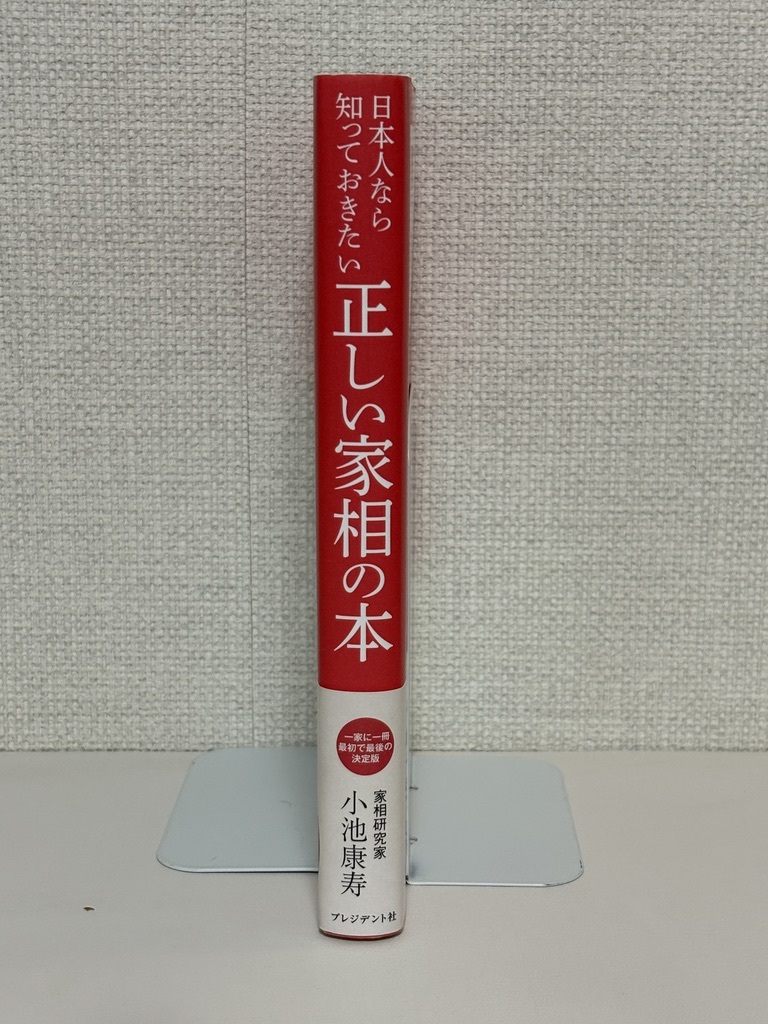 日本人なら
知っておきたい
正しい家相の本
一家に一冊
最初で最後の
決定版
家相研究家
小池康寿
プレジデント社